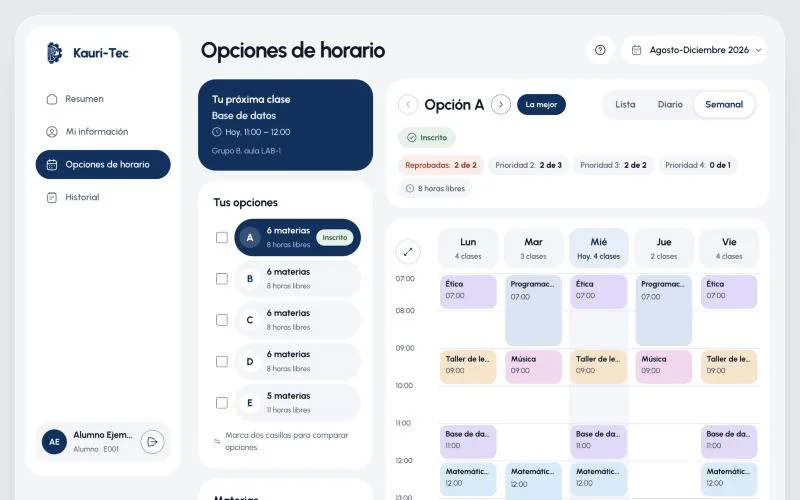 Kauri-Tec
Resumen
Mi información
Opciones de horario
Historial
AE
Alumno Ejem...
Alumno · E001
Opciones de horario
Agosto-Diciembre 2026
Tu próxima clase
Base de datos
Hoy, 11:00 – 12:00
Grupo B, aula LAB-1
Tus opciones
A
6 materias
8 horas libres
Inscrito
B
6 materias
8 horas libres
C
6 materias
8 horas libres
D
6 materias
8 horas libres
E
5 materias
11 horas libres
Marca dos casillas para comparar
opciones.
Materias
Opción A
La mejor
Lista
Diario
Semanal
Inscrito
Reprobadas: 2 de 2
Prioridad 2: 2 de 3
Prioridad 3: 2 de 2
Prioridad 4: 0 de 1
8 horas libres
Lun
4 clases
Mar
3 clases
Mié
Hoy, 4 clases
Jue
2 clases
Vie
4 clases
07:00
Ética
07:00
Programac...
07:00
Ética
07:00
Programac...
07:00
Ética
07:00
08:00
09:00
Taller de le...
09:00
Música
09:00
Taller de le...
09:00
Música
09:00
Taller de le...
09:00
10:00
11:00
Base de da...
11:00
Base de da...
11:00
Base de da...
11:00
12:00
Matemátic...
12:00
Matemátic...
12:00
Matemátic...
12:00
Matemátic...
12:00
13:00